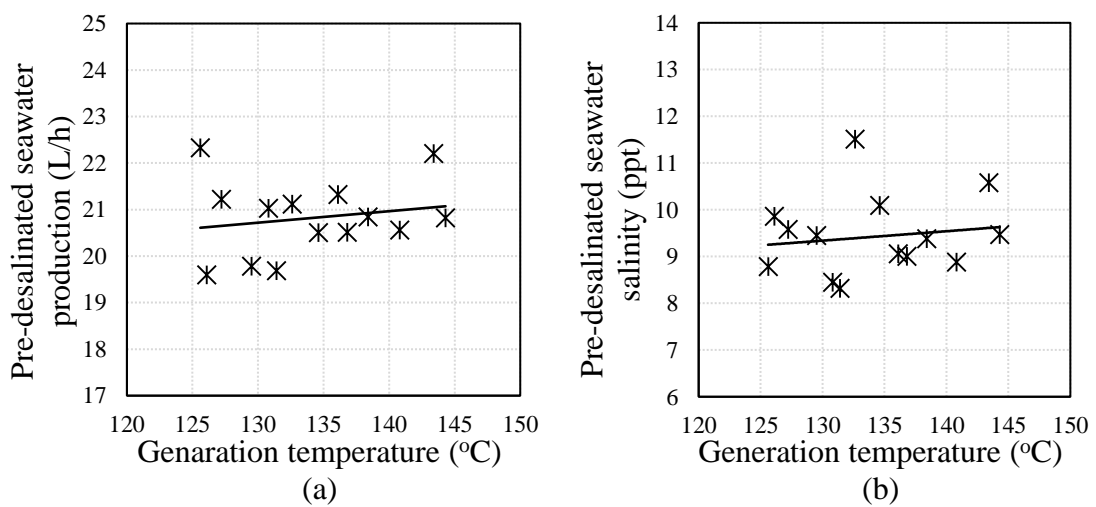 Pre-desalinated seawater
production (L/h)
25
24
23
22
21
20
19
18
17
120 125 130 135 140 145 150
Genaration temperature (°C)
(a)
Pre-desalinated seawater
salinity (ppt)
14
13
12
11
10
9
8
7
6
120 125 130 135 140 145 150
Generation temperature (°C)
(b)